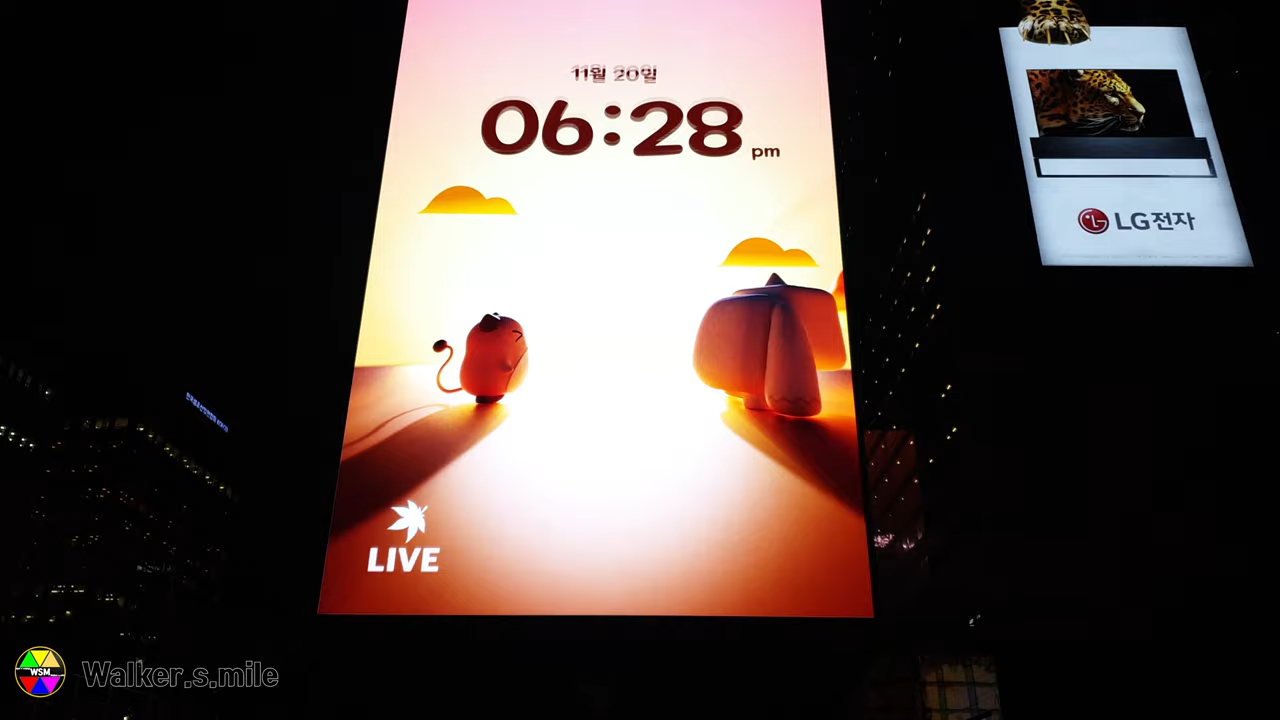 11월 20일
06:28 pm
LIVE
LG전자
WSM
Walker.s.mile